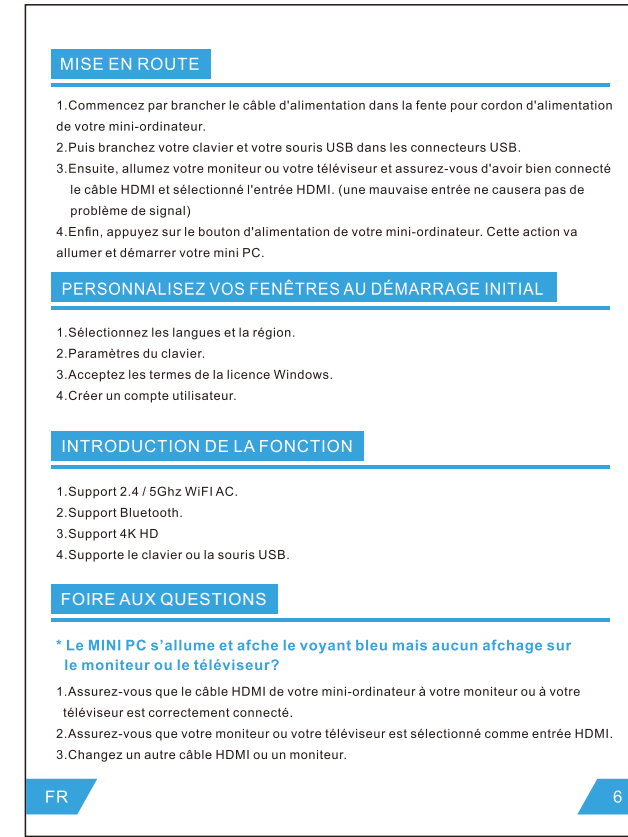 MISE EN ROUTE
1.Commencez par brancher le câble d'alimentation dans la fente pour cordon d'alimentation
de votre mini-ordinateur.
2.Puis branchez votre clavier et votre souris USB dans les connecteurs USB.
3.Ensuite, allumez votre moniteur ou votre téléviseur et assurez-vous d'avoir bien connecté
le câble HDMI et sélectionné l'entrée HDMI. (une mauvaise entrée ne causera pas de
problème de signal)
4.Enfin, appuyez sur le bouton d'alimentation de votre mini-ordinateur. Cette action va
allumer et démarrer votre mini PC.
PERSONNALISEZ VOS FENÊTRES AU DÉMARRAGE INITIAL
1.Sélectionnez les langues et la région.
2.Paramètres du clavier.
3.Acceptez les termes de la licence Windows.
4.Créer un compte utilisateur.
INTRODUCTION DE LA FONCTION
1.Support 2.4 / 5Ghz WiFI AC.
2.Support Bluetooth.
3.Support 4K HD
4.Supporte le clavier ou la souris USB.
FOIRE AUX QUESTIONS
* Le MINI PC s’allume et afche le voyant bleu mais aucun afchage sur
le moniteur ou le téléviseur?
1.Assurez-vous que le câble HDMI de votre mini-ordinateur à votre moniteur ou à votre
téléviseur est correctement connecté.
2.Assurez-vous que votre moniteur ou votre téléviseur est sélectionné comme entrée HDMI.
3.Changez un autre câble HDMI ou un moniteur.
FR
6